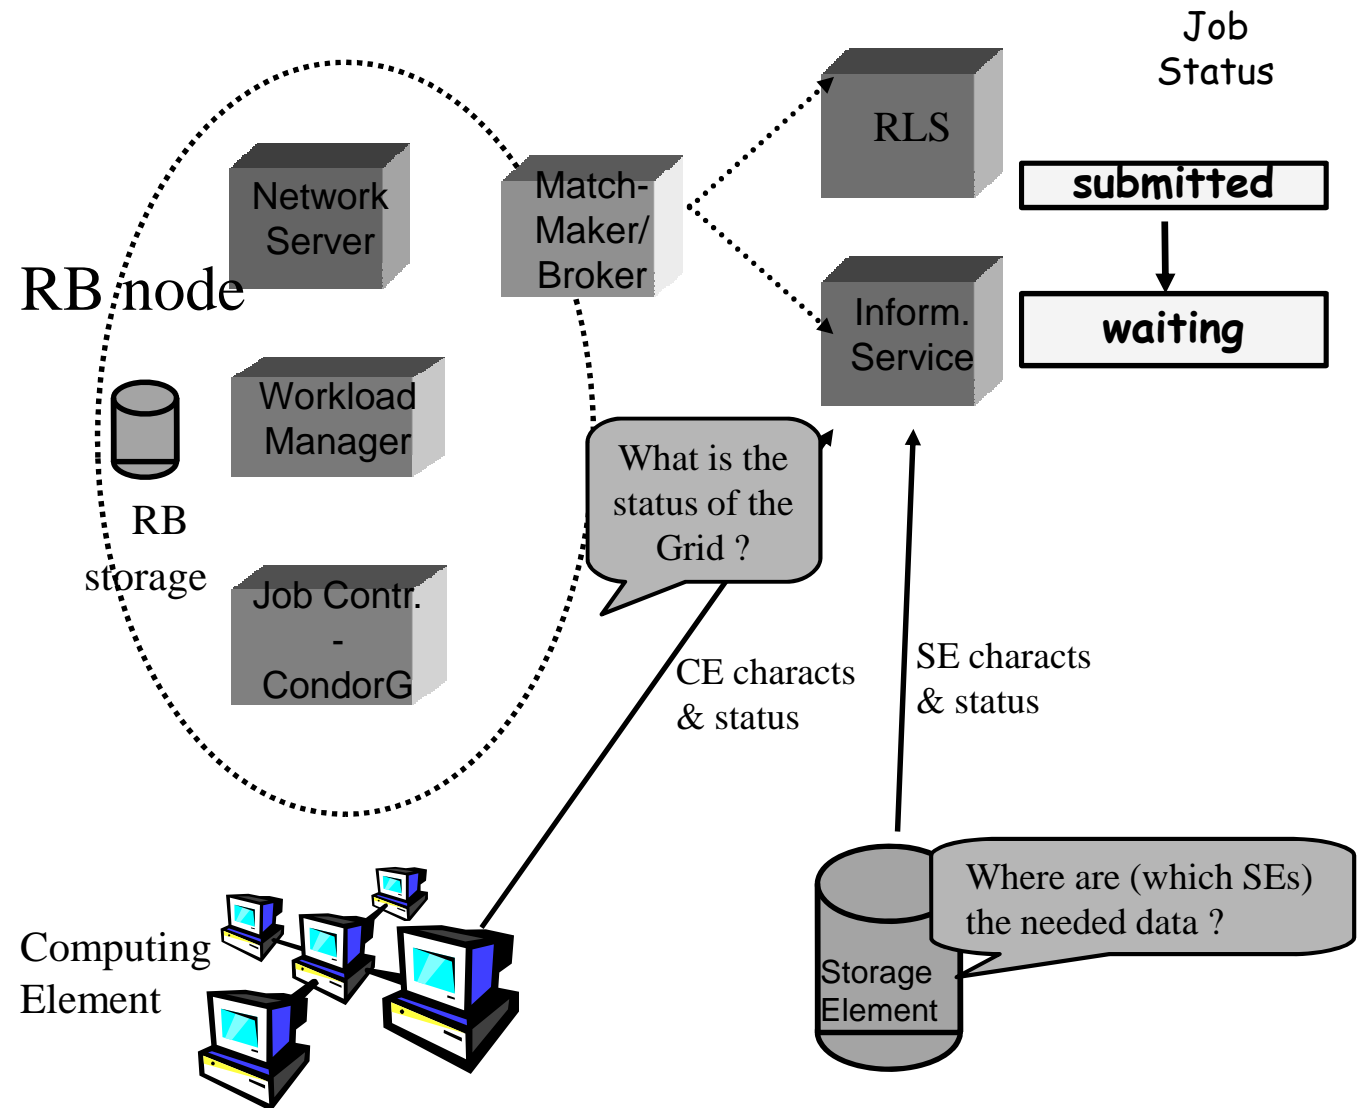 Job
Status
RLS
submitted
Network
Server
Match-
Maker/
Broker
RB node
Inform.
Service
waiting
Workload
Manager
What is the
status of the
Grid ?
RB
storage
Job Contr.
-
CondorG
CE characts
& status
SE characts
& status
Where are (which SEs)
the needed data ?
Computing
Element
Storage
Element